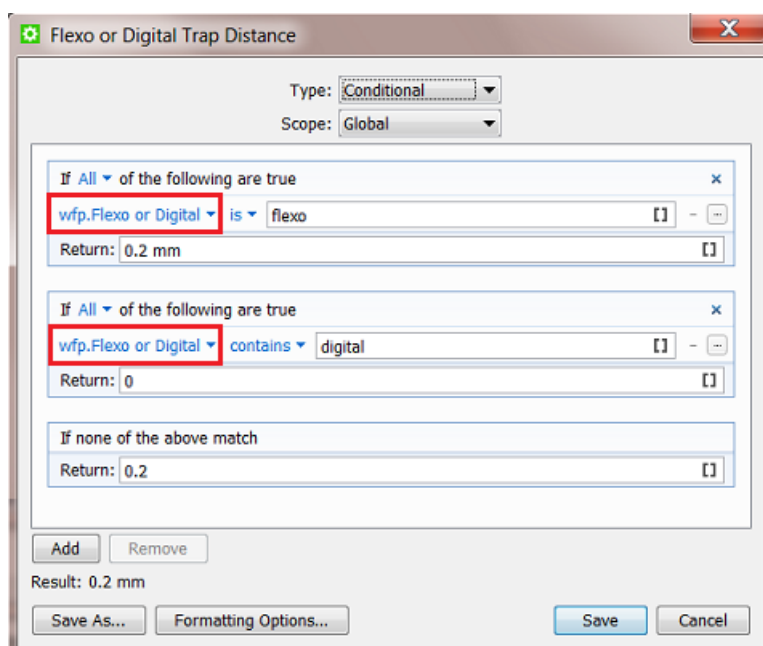 Flexo or Digital Trap Distance
Type: Conditional
Scope: Global
If All of the following are true
wfp.Flexo or Digital is flexo
Return: 0.2 mm
If All of the following are true
wfp.Flexo or Digital contains digital
Return: 0
If none of the above match
Return: 0.2
Add Remove
Result: 0.2 mm
Save As... Formatting Options... Save Cancel